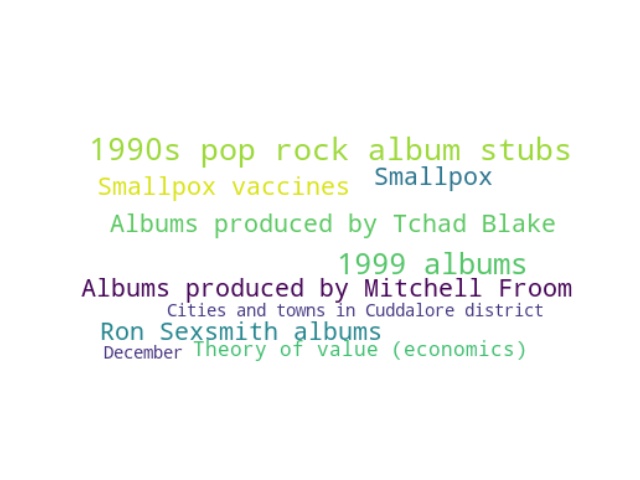 1990s pop rock album stubs
Smallpox vaccines
Smallpox
Albums produced by Tchad Blake
1999 albums
Albums produced by Mitchell Froom
Cities and towns in Cuddalore district
Ron Sexsmith albums
December
Theory of value (economics)